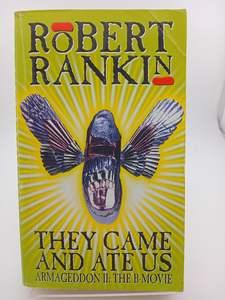 ROBERT
RANKIN
THEY CAME
AND ATE US
ARMAGEDDON II: THE B-MOVIE